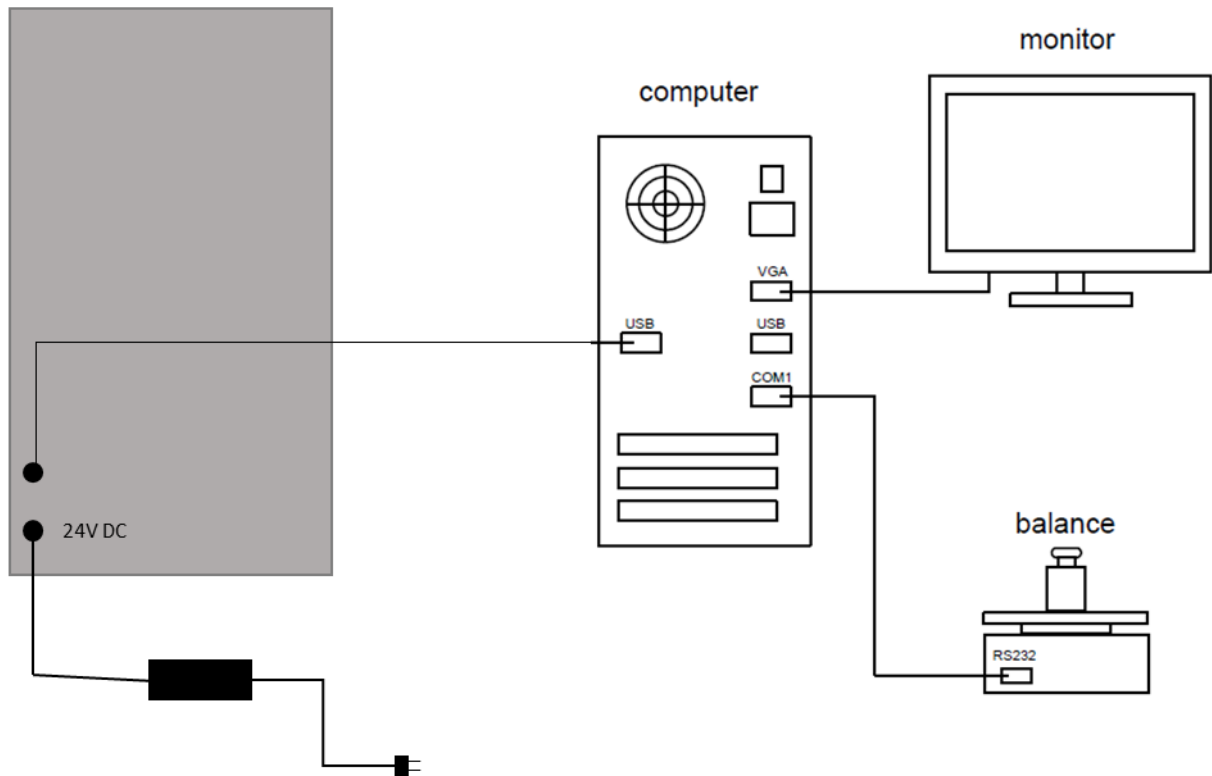 monitor
computer
VGA
USB
USB
COM1
24V DC
balance
RS232